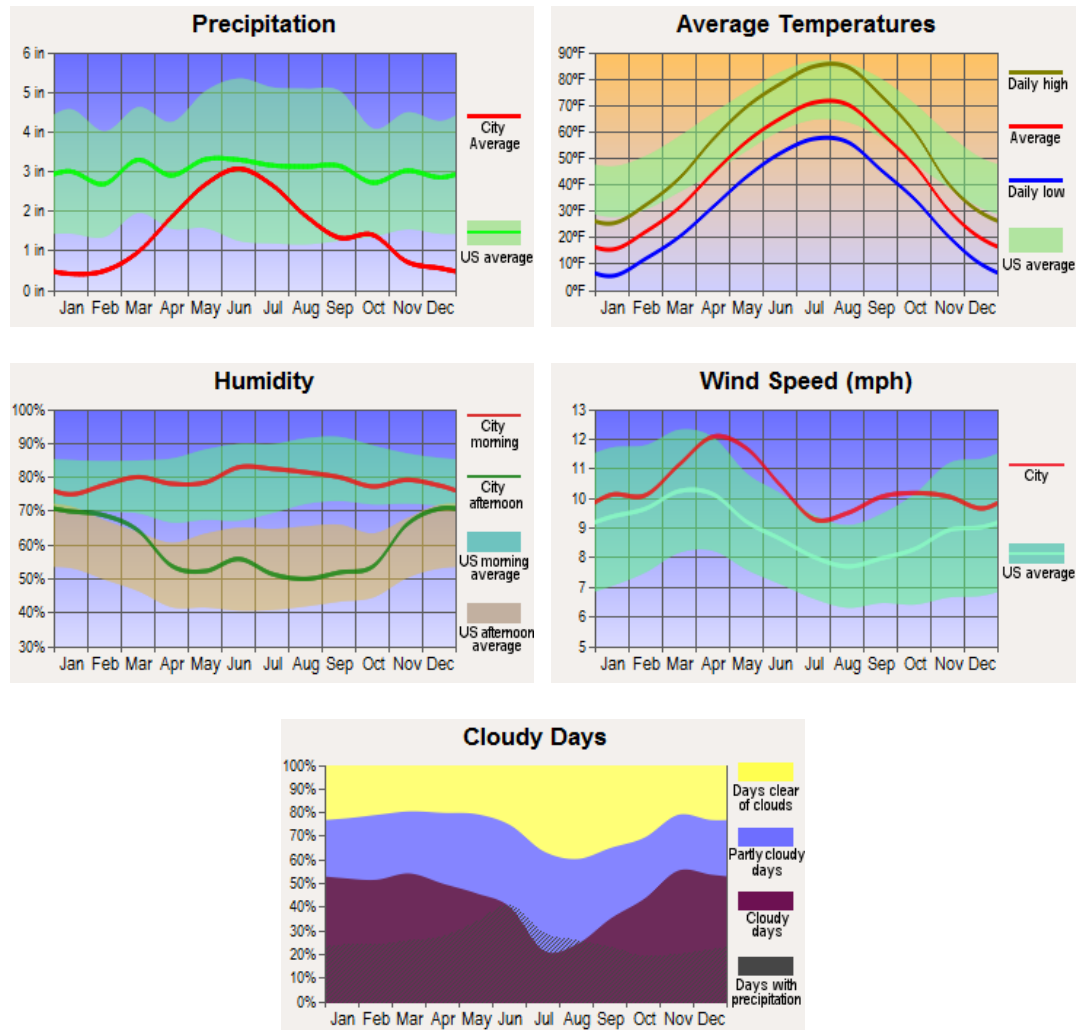 Precipitation
6 in
5 in
4 in
3 in
2 in
1 in
0 in
Jan Feb Mar Apr May Jun Jul Aug Sep Oct Nov Dec
City
Average
US average
Average Temperatures
90°F
80°F
70°F
60°F
50°F
40°F
30°F
20°F
10°F
0°F
Jan Feb Mar Apr May Jun Jul Aug Sep Oct Nov Dec
Daily high
Average
Daily low
US average
Humidity
100%
90%
80%
70%
60%
50%
40%
30%
Jan Feb Mar Apr May Jun Jul Aug Sep Oct Nov Dec
City
morning
City
afternoon
US morning
average
US afternoon
average
Wind Speed (mph)
13
12
11
10
9
8
7
6
5
Jan Feb Mar Apr May Jun Jul Aug Sep Oct Nov Dec
City
US average
Cloudy Days
100%
90%
80%
70%
60%
50%
40%
30%
20%
10%
0%
Jan Feb Mar Apr May Jun Jul Aug Sep Oct Nov Dec
Days clear
of clouds
Partly cloudy
days
Cloudy
days
Days with
precipitation